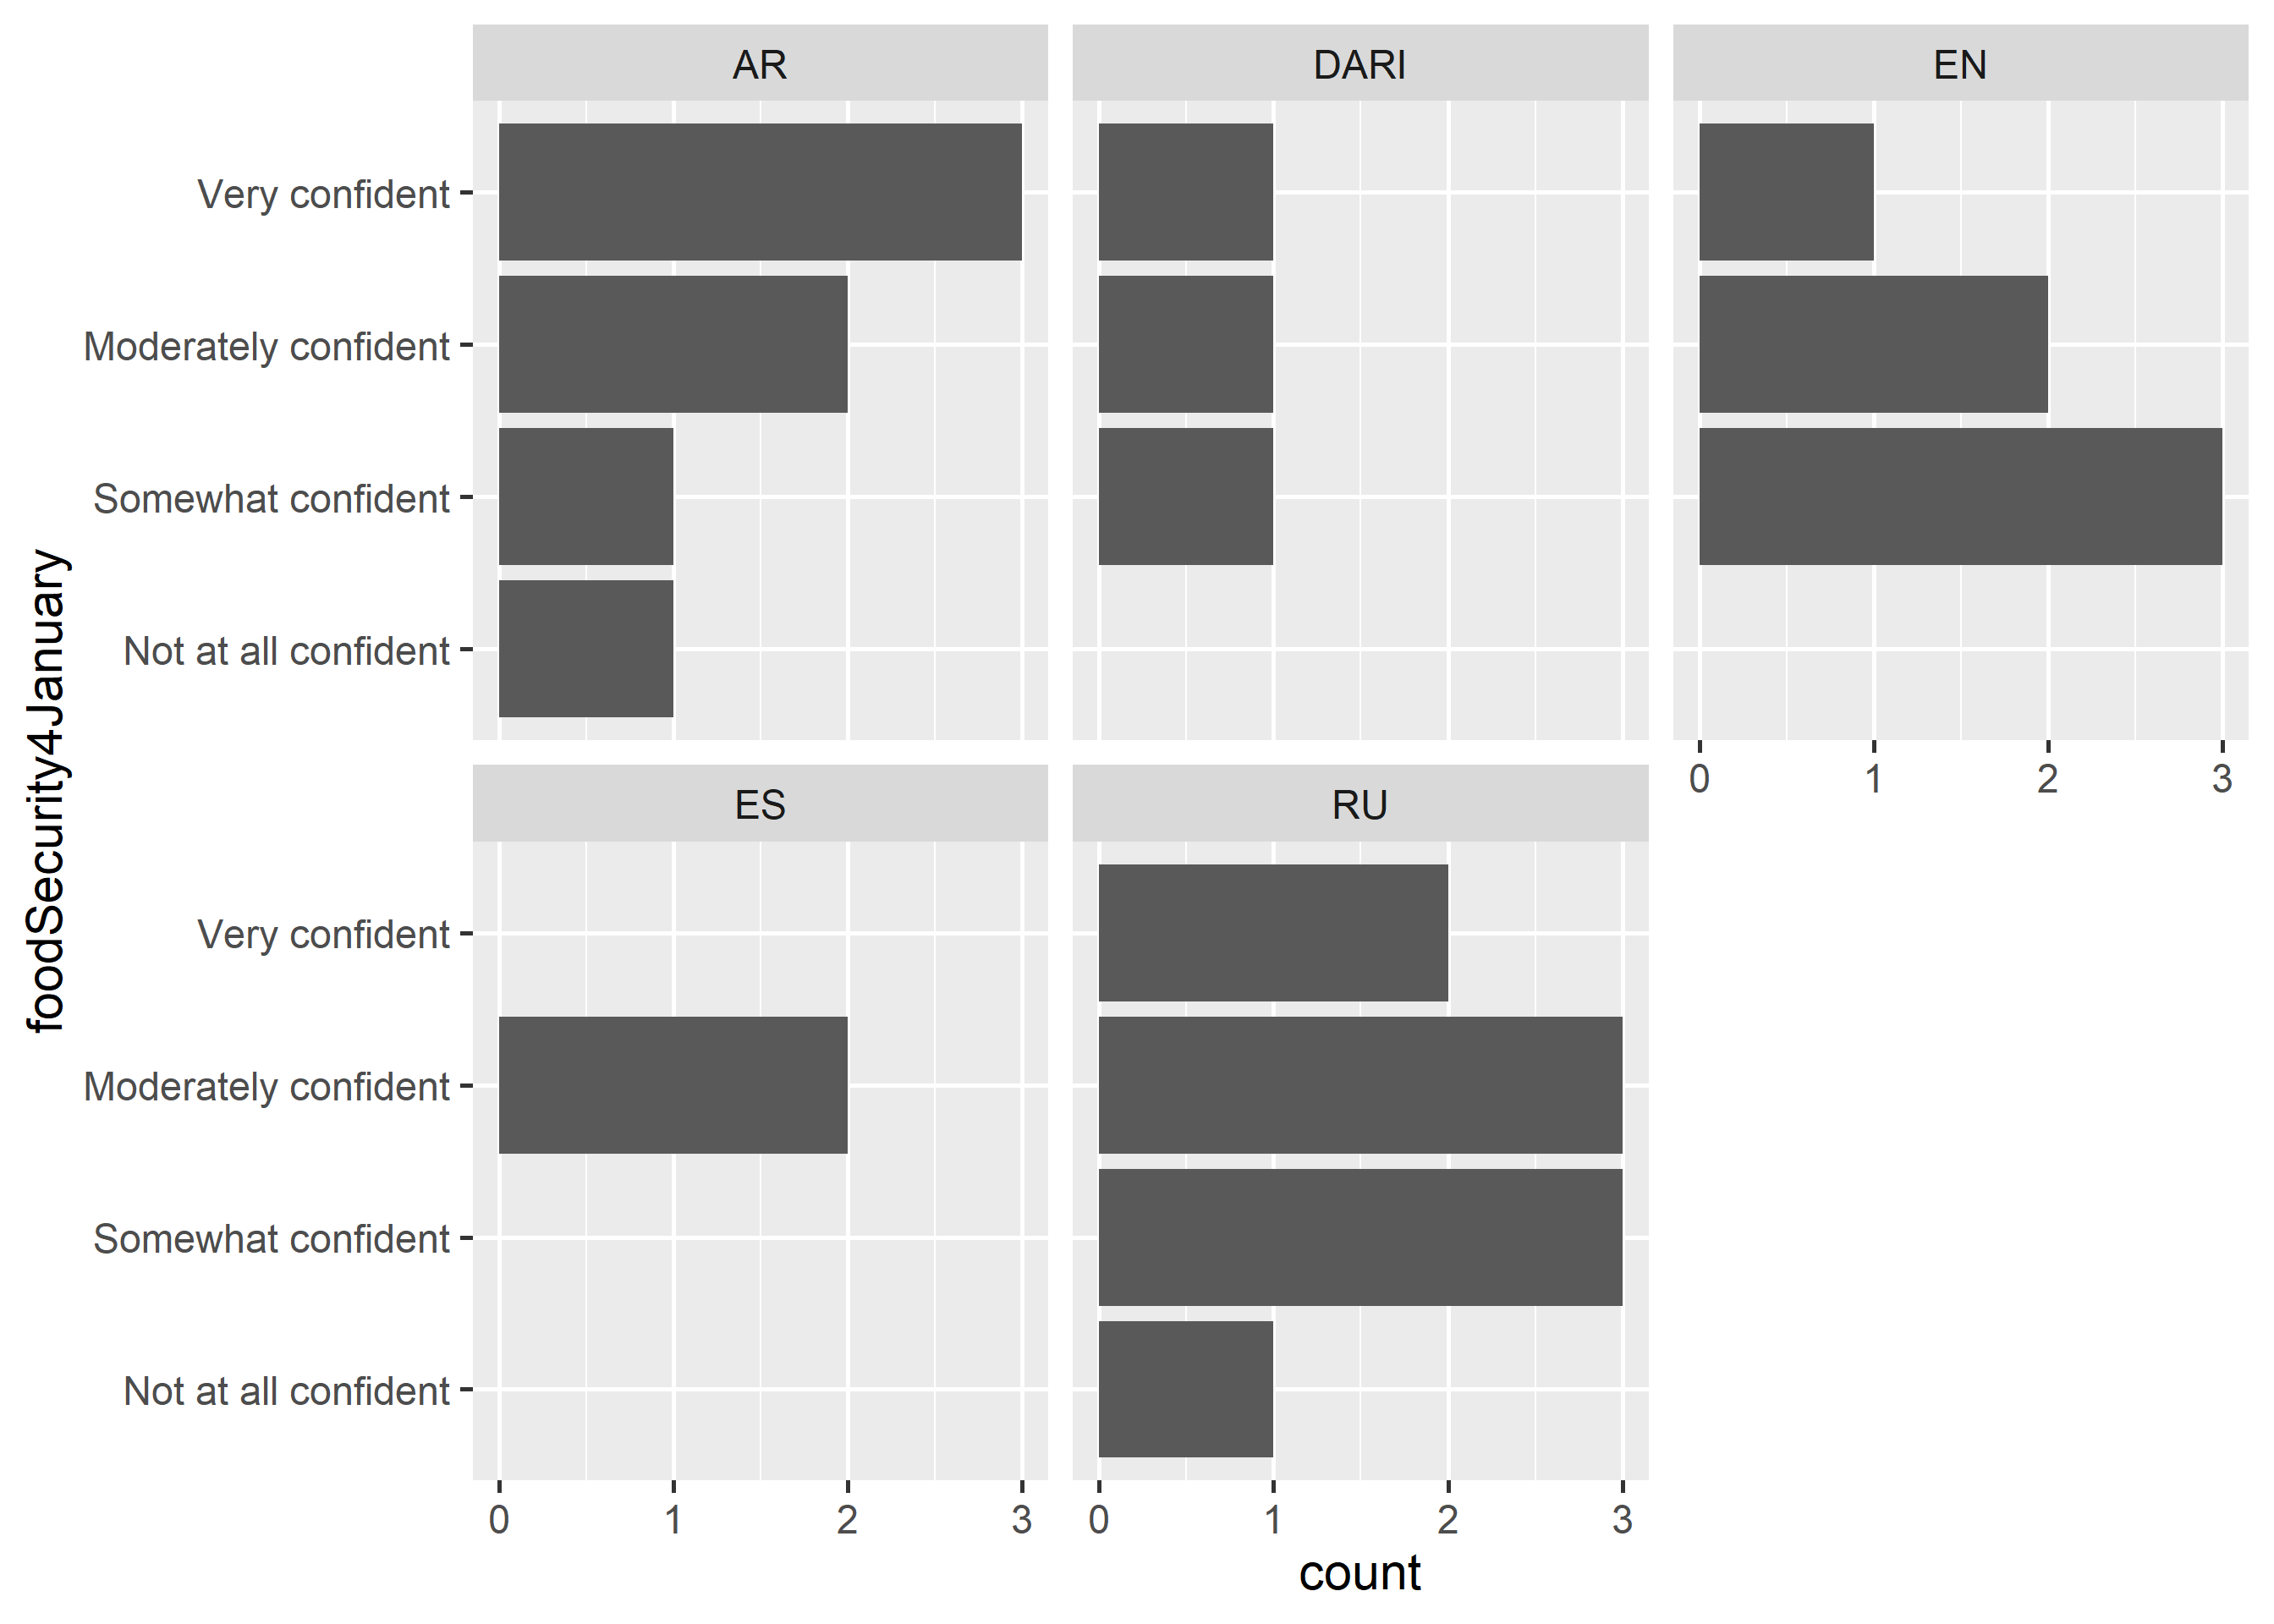 AR
DARI
EN
Very confident
Moderately confident
Somewhat confident
Not at all confident
0 1 2 3
ES
RU
Very confident
Moderately confident
Somewhat confident
Not at all confident
0 1 2 3
0 1 2 3
count
foodSecurity4January